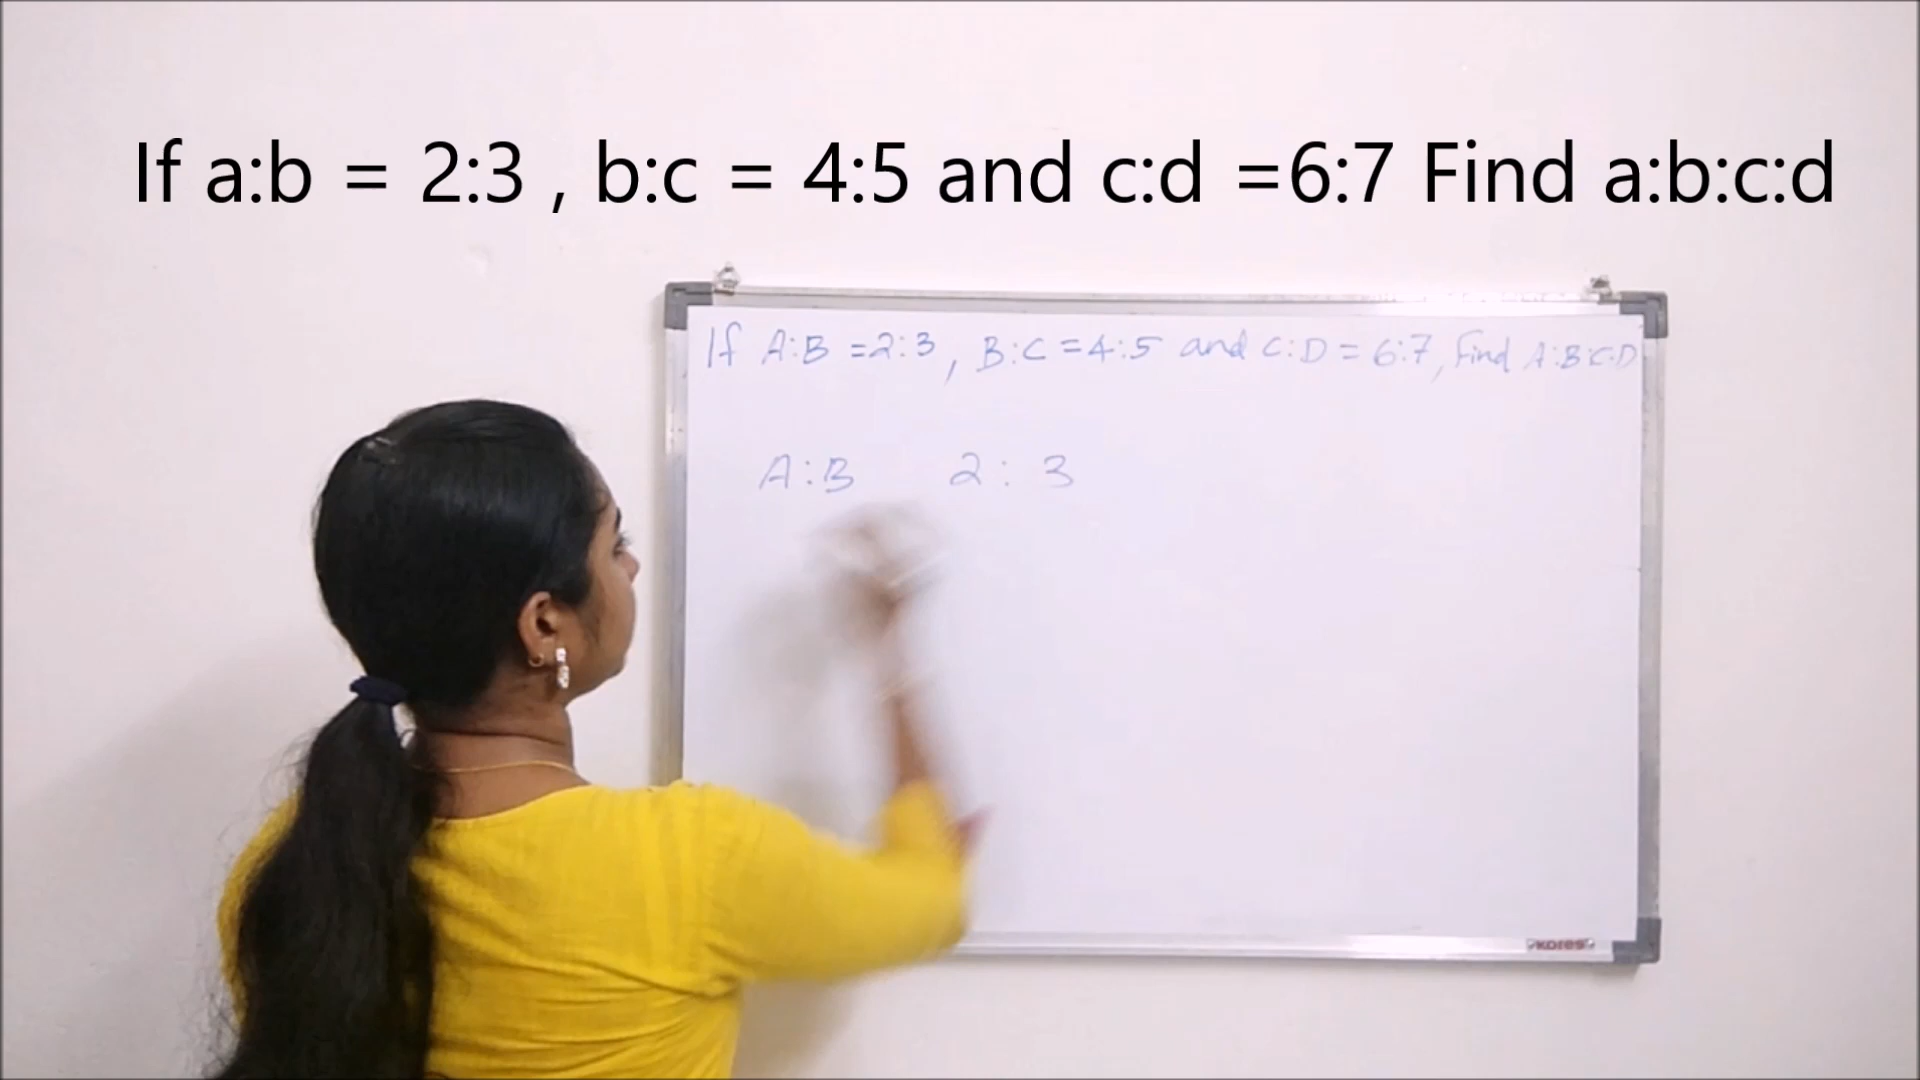 If a:b = 2:3 , b:c = 4:5 and c:d =6:7 Find a:b:c:d
If A:B =2:3, B:C =4:5 and C:D = 6:7, Find A:B:C:D
A:B 2: 3
Kores